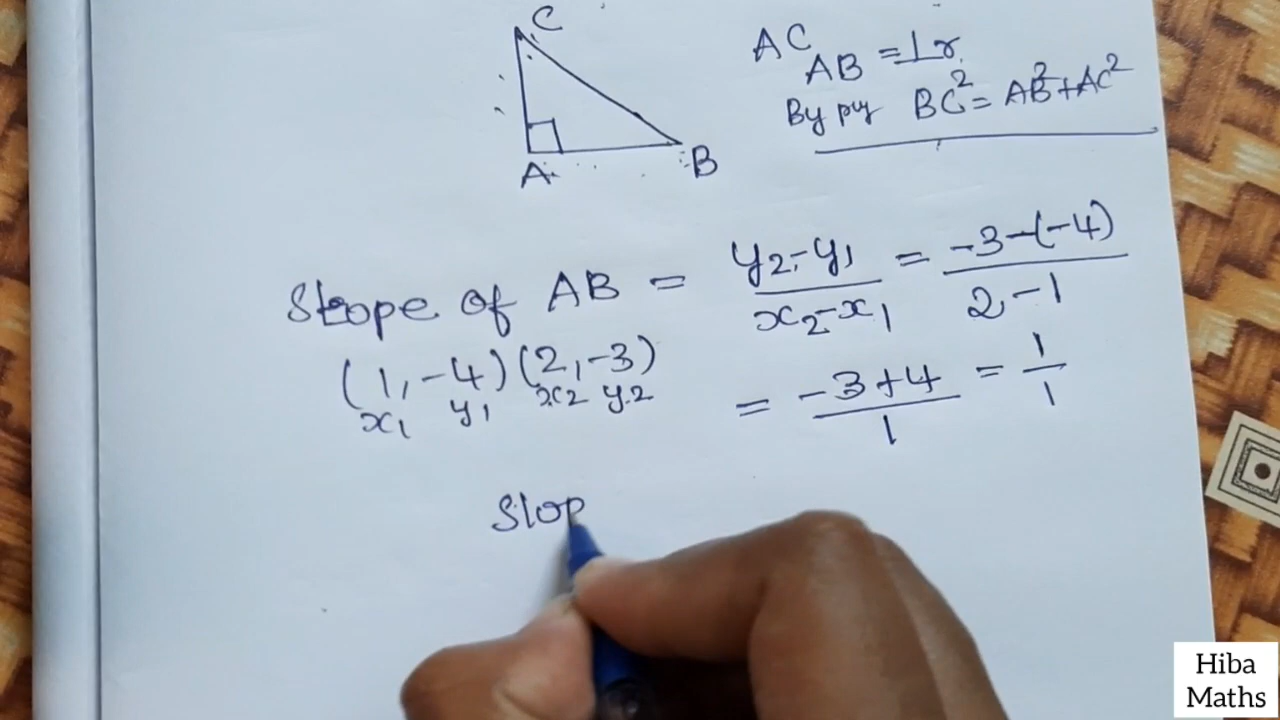 C
A
B
AC
AB = ⊥r
By py BC² = AB² + AC²
Slope of AB = y₂ - y₁ / x₂ - x₁ = -3 - (-4) / 2 - 1
(1, -4) (2, -3)
x₁ y₁ x₂ y₂
= -3 + 4 / 1 = 1 / 1
Slop
Hiba
Maths